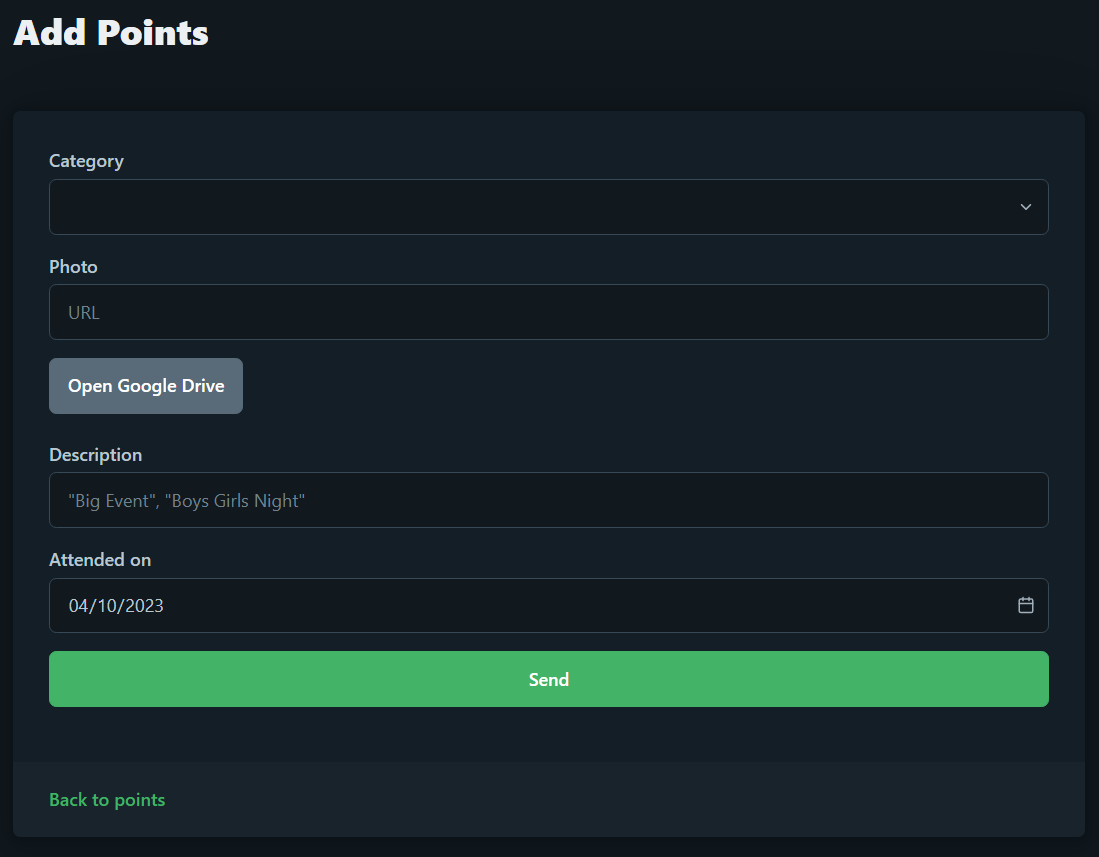 Add Points
Category
Photo
URL
Open Google Drive
Description
"Big Event", "Boys Girls Night"
Attended on
04/10/2023
Send
Back to points